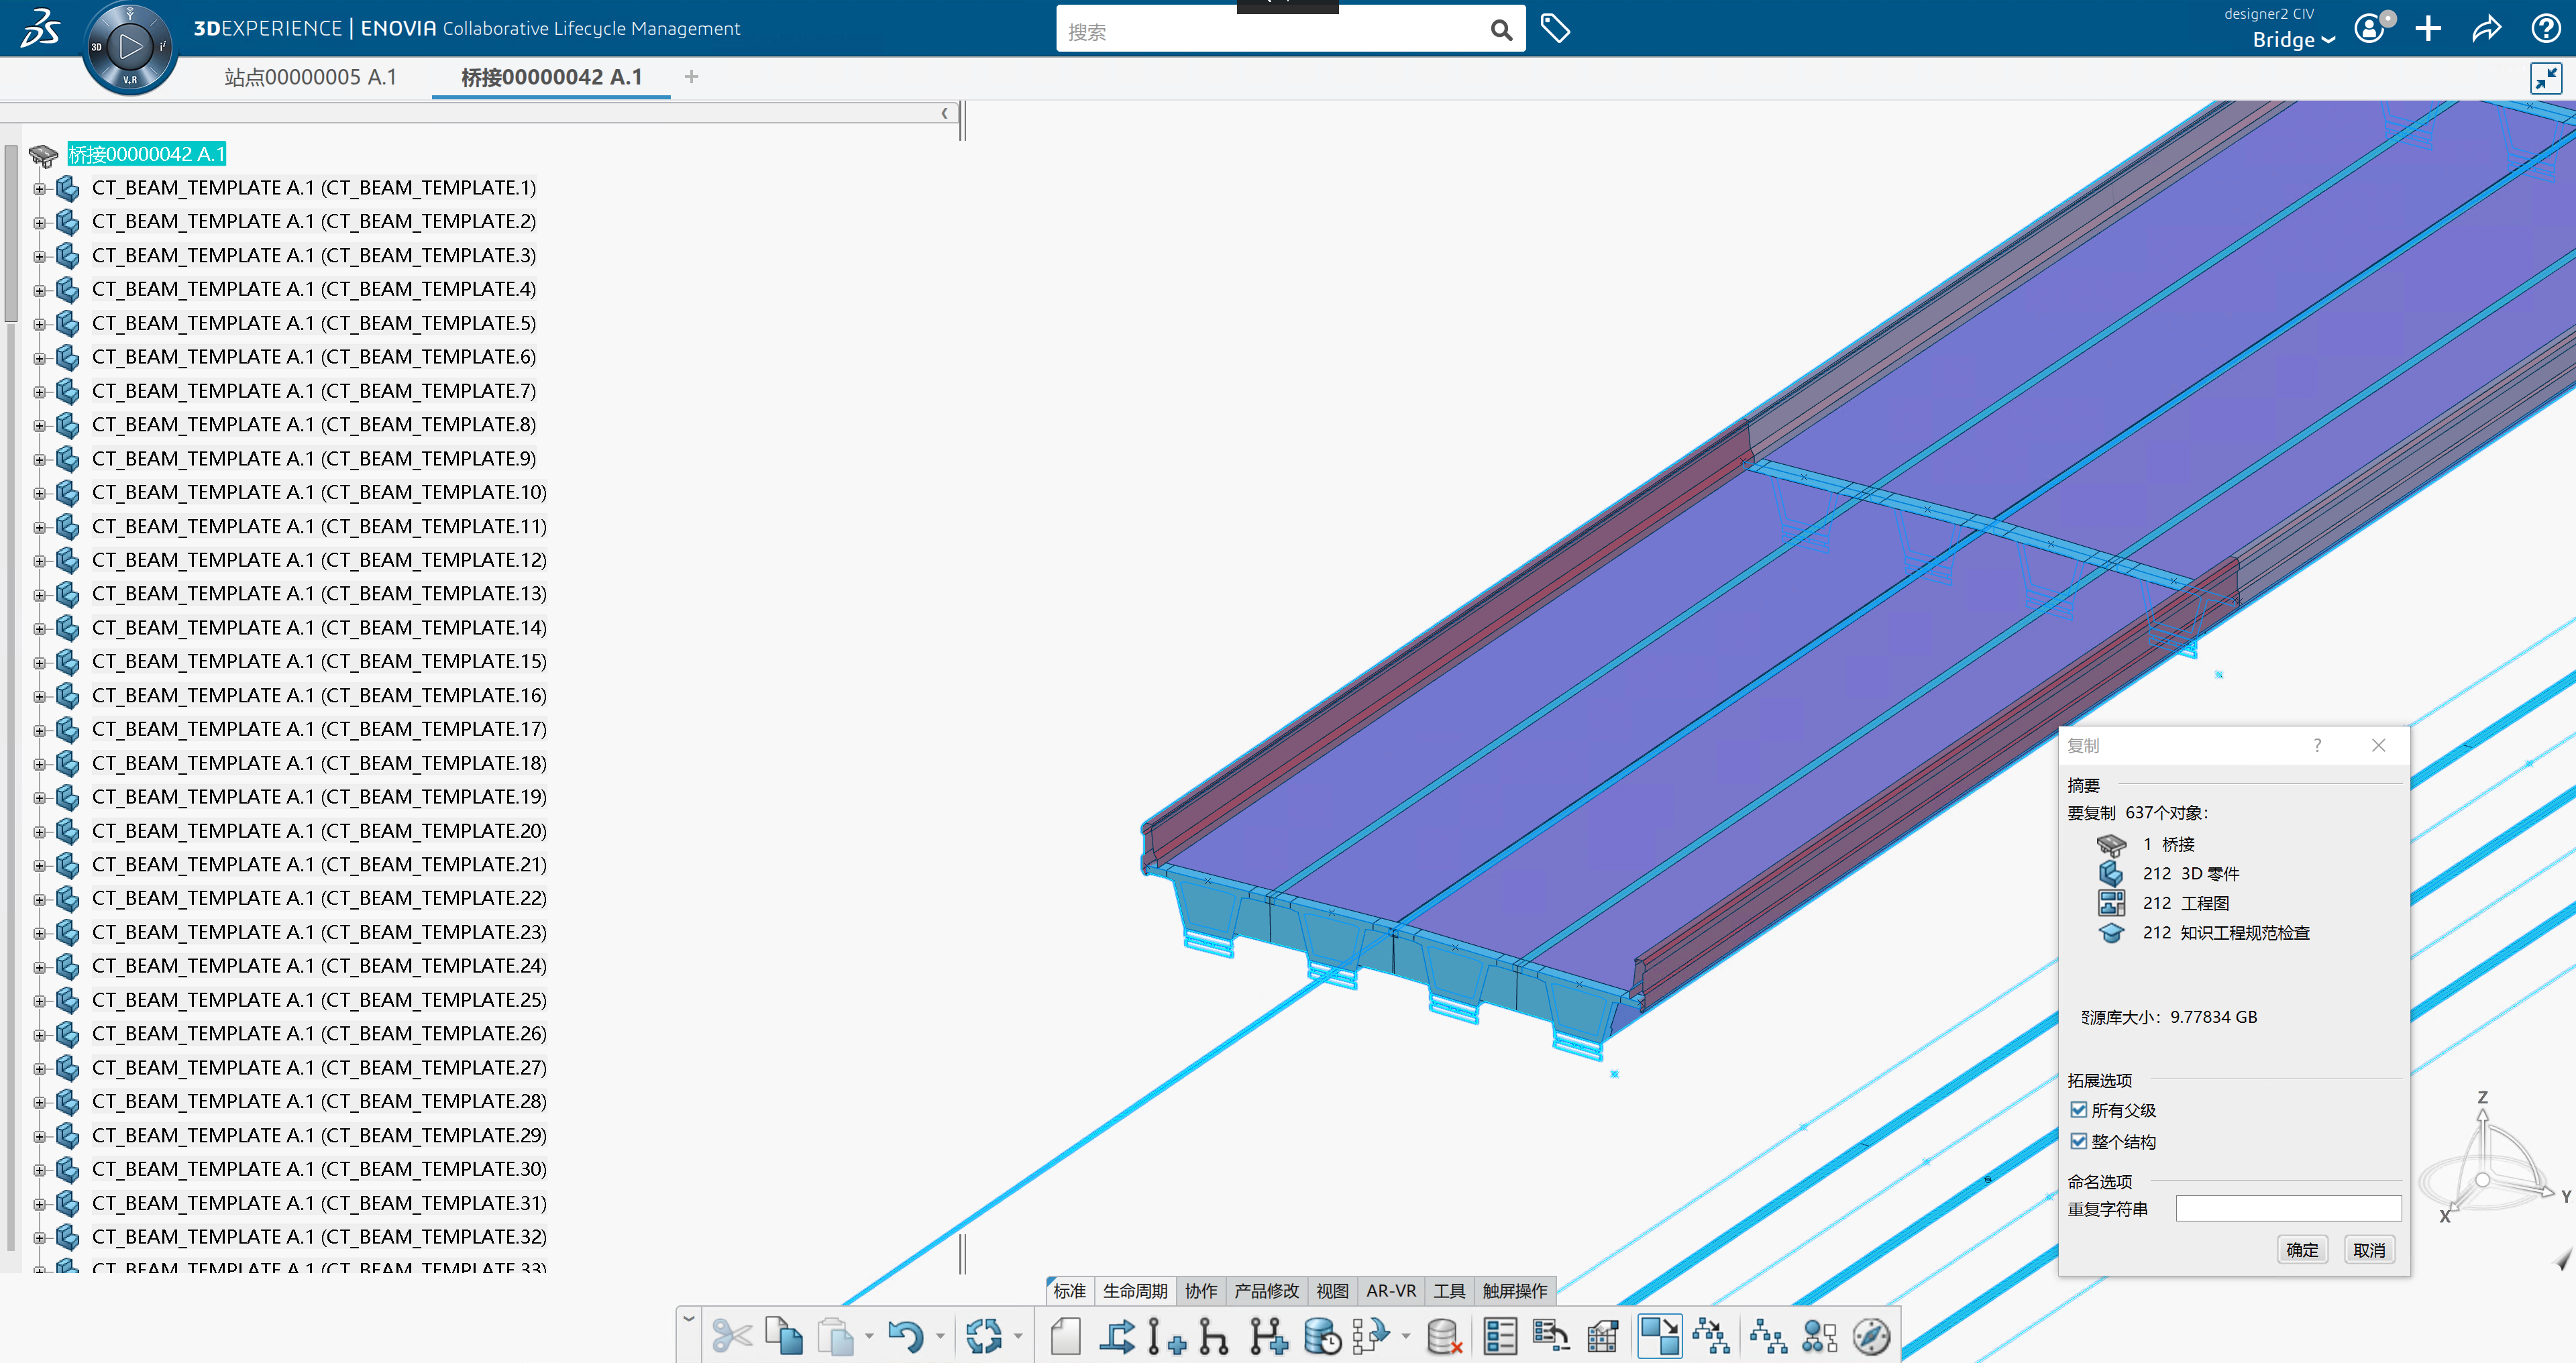 3DEXPERIENCE | ENOVIA Collaborative Lifecycle Management
搜索
designer2 CIV
Bridge
3D
V.R
站点00000005 A.1
桥接00000042 A.1
桥接00000042 A.1
CT_BEAM_TEMPLATE A.1 (CT_BEAM_TEMPLATE.1)
CT_BEAM_TEMPLATE A.1 (CT_BEAM_TEMPLATE.2)
CT_BEAM_TEMPLATE A.1 (CT_BEAM_TEMPLATE.3)
CT_BEAM_TEMPLATE A.1 (CT_BEAM_TEMPLATE.4)
CT_BEAM_TEMPLATE A.1 (CT_BEAM_TEMPLATE.5)
CT_BEAM_TEMPLATE A.1 (CT_BEAM_TEMPLATE.6)
CT_BEAM_TEMPLATE A.1 (CT_BEAM_TEMPLATE.7)
CT_BEAM_TEMPLATE A.1 (CT_BEAM_TEMPLATE.8)
CT_BEAM_TEMPLATE A.1 (CT_BEAM_TEMPLATE.9)
CT_BEAM_TEMPLATE A.1 (CT_BEAM_TEMPLATE.10)
CT_BEAM_TEMPLATE A.1 (CT_BEAM_TEMPLATE.11)
CT_BEAM_TEMPLATE A.1 (CT_BEAM_TEMPLATE.12)
CT_BEAM_TEMPLATE A.1 (CT_BEAM_TEMPLATE.13)
CT_BEAM_TEMPLATE A.1 (CT_BEAM_TEMPLATE.14)
CT_BEAM_TEMPLATE A.1 (CT_BEAM_TEMPLATE.15)
CT_BEAM_TEMPLATE A.1 (CT_BEAM_TEMPLATE.16)
CT_BEAM_TEMPLATE A.1 (CT_BEAM_TEMPLATE.17)
CT_BEAM_TEMPLATE A.1 (CT_BEAM_TEMPLATE.18)
CT_BEAM_TEMPLATE A.1 (CT_BEAM_TEMPLATE.19)
CT_BEAM_TEMPLATE A.1 (CT_BEAM_TEMPLATE.20)
CT_BEAM_TEMPLATE A.1 (CT_BEAM_TEMPLATE.21)
CT_BEAM_TEMPLATE A.1 (CT_BEAM_TEMPLATE.22)
CT_BEAM_TEMPLATE A.1 (CT_BEAM_TEMPLATE.23)
CT_BEAM_TEMPLATE A.1 (CT_BEAM_TEMPLATE.24)
CT_BEAM_TEMPLATE A.1 (CT_BEAM_TEMPLATE.25)
CT_BEAM_TEMPLATE A.1 (CT_BEAM_TEMPLATE.26)
CT_BEAM_TEMPLATE A.1 (CT_BEAM_TEMPLATE.27)
CT_BEAM_TEMPLATE A.1 (CT_BEAM_TEMPLATE.28)
CT_BEAM_TEMPLATE A.1 (CT_BEAM_TEMPLATE.29)
CT_BEAM_TEMPLATE A.1 (CT_BEAM_TEMPLATE.30)
CT_BEAM_TEMPLATE A.1 (CT_BEAM_TEMPLATE.31)
CT_BEAM_TEMPLATE A.1 (CT_BEAM_TEMPLATE.32)
CT_BEAM_TEMPLATE A.1 (CT_BEAM_TEMPLATE.33)
复制
摘要
要复制 637个对象:
1 桥接
212 3D 零件
212 工程图
212 知识工程规范检查
资源库大小: 9.77834 GB
拓展选项
所有父级
整个结构
命名选项
重复字符串
确定 取消
Z
Y
X
标准 生命周期 协作 产品修改 视图 AR-VR 工具 触屏操作